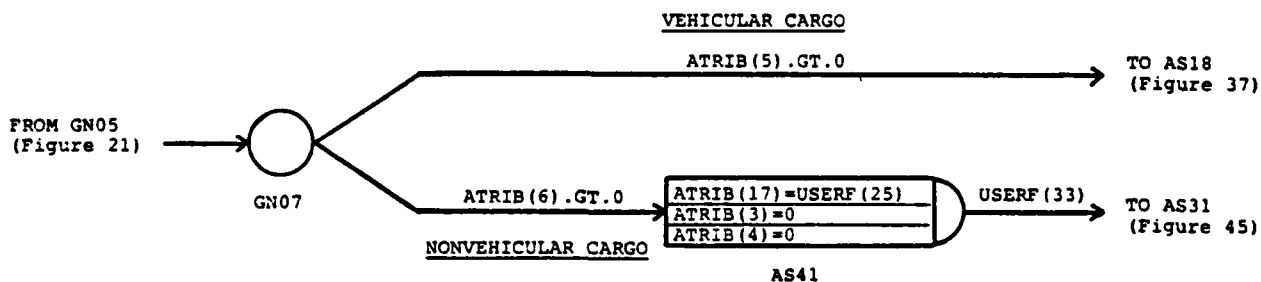 VEHICULAR CARGO
ATRIB(5).GT.0
TO AS18
(Figure 37)
FROM GN05
(Figure 21)
GN07
ATRIB(6).GT.0
NONVEHICULAR CARGO
ATRIB(17)=USERF(25)
ATRIB(3)=0
ATRIB(4)=0
AS41
USERF(33)
TO AS31
(Figure 45)